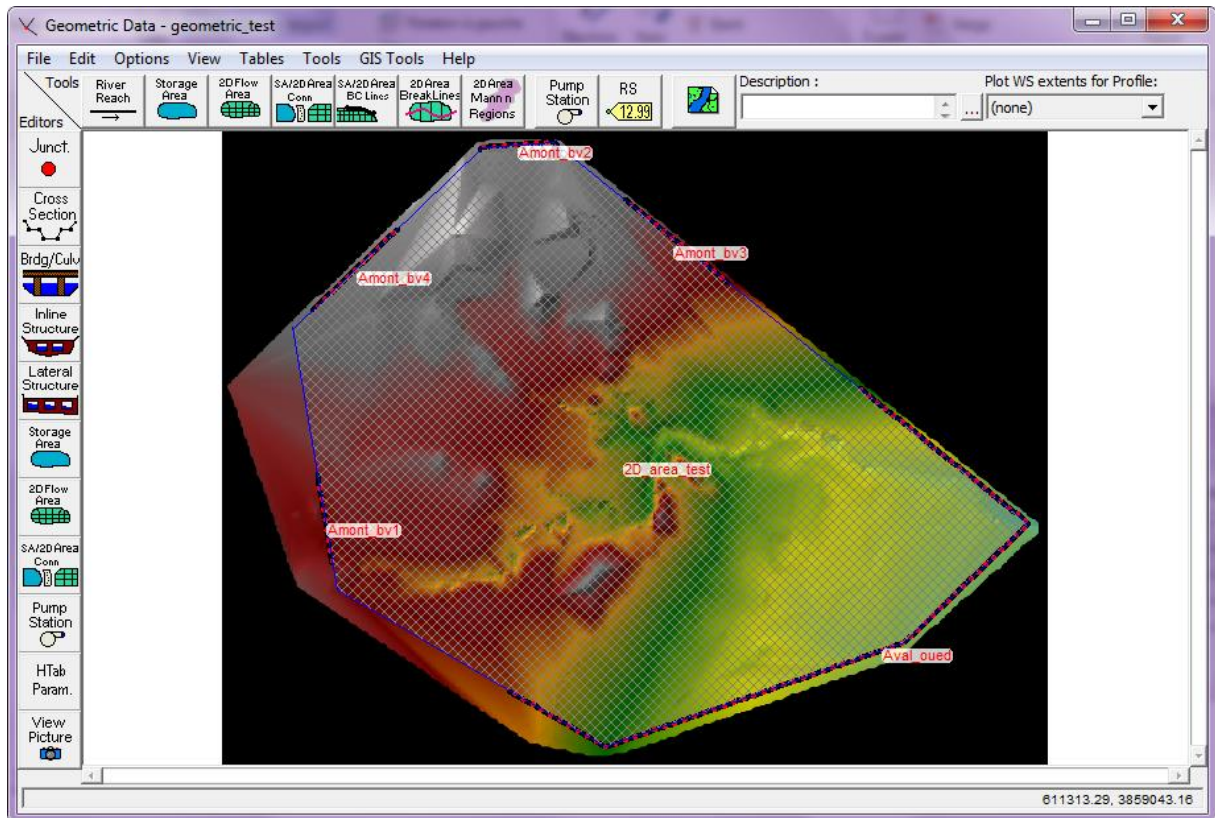 Geometric Data - geometric_test
File Edit Options View Tables Tools GIS Tools Help
Tools
Editors
River
Reach
Storage
Area
2D Flow
Area
SA/2D Area
Conn
SA/2D Area
BC Lines
2D Area
BreakLines
2D Area
Mann n
Regions
Pump
Station
RS
12.99
Description :
...
Plot WS extents for Profile:
(none)
Junct.
Cross
Section
Brdg/Culv
Inline
Structure
Lateral
Structure
Storage
Area
2D Flow
Area
SA/2D Area
Conn
Pump
Station
HTab
Param.
View
Picture
Amont_bv2
Amont_bv3
Amont_bv4
2D_area_test
Amont_bv1
Aval_oued
611313.29, 3859043.16